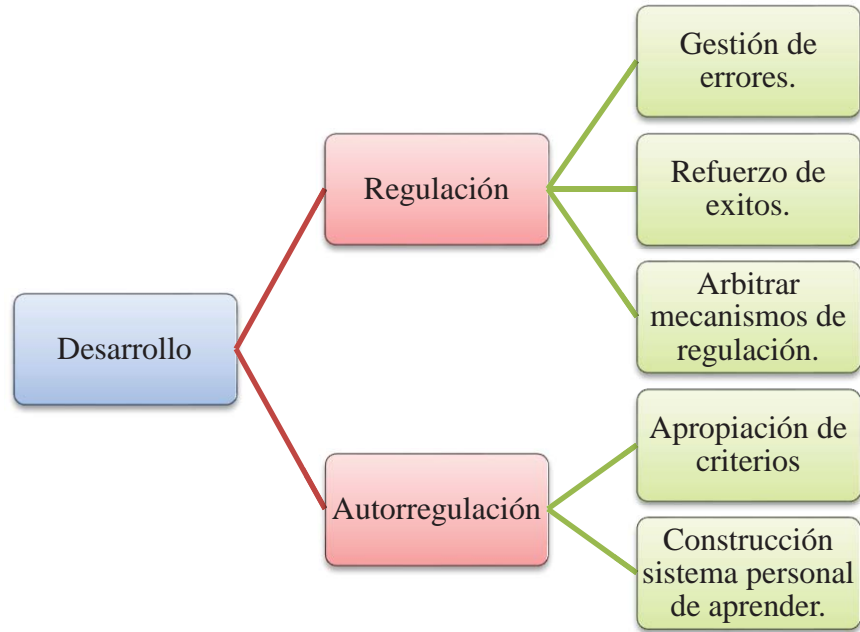 Desarrollo
Regulación
Gestión de
errores.
Refuerzo de
exitos.
Arbitrar
mecanismos de
regulación.
Autorregulación
Apropiación de
criterios
Construcción
sistema personal
de aprender.